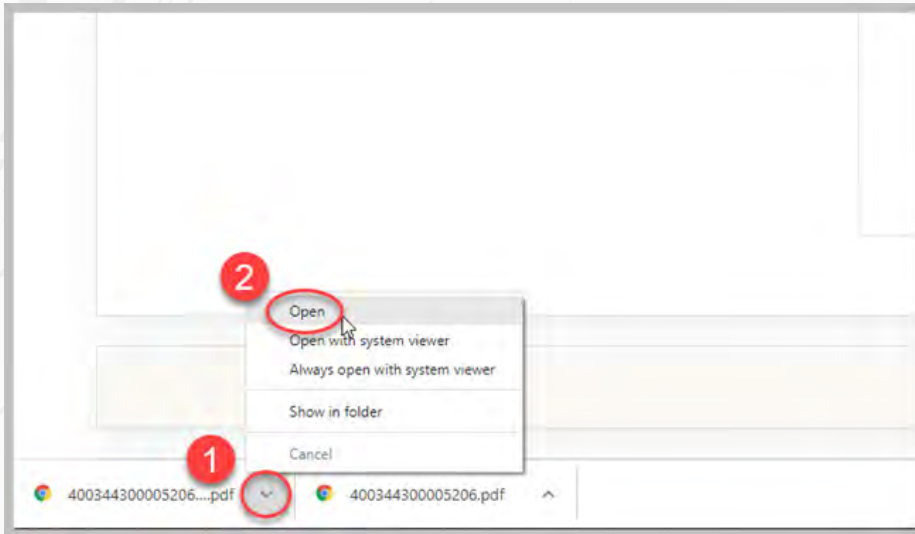 2
Open
Open with system viewer
Always open with system viewer
Show in folder
Cancel
1
400344300005206....pdf
400344300005206.pdf